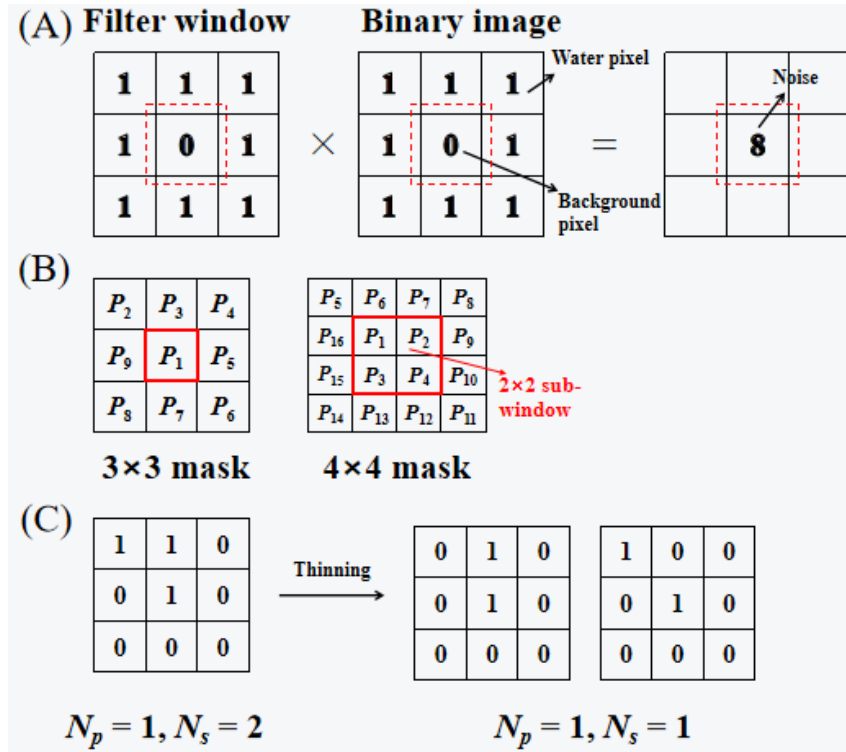 (A) Filter window Binary image
1 1 1 1 1 1 Water pixel Noise
1 0 1 × 1 0 1 = 8
1 1 1 1 1 1 Background pixel
(B)
P2 P3 P4 P5 P6 P7 P8
P9 P1 P5 P16 P1 P2 P9
P8 P7 P6 P15 P3 P4 P10
P14 P13 P12 P11
2×2 sub-
window
3×3 mask 4×4 mask
(C)
1 1 0 0 1 0 1 0 0
Thinning
0 1 0 0 1 0 0 1 0
0 0 0 0 0 0 0 0 0
Np = 1, Ns = 2 Np = 1, Ns = 1